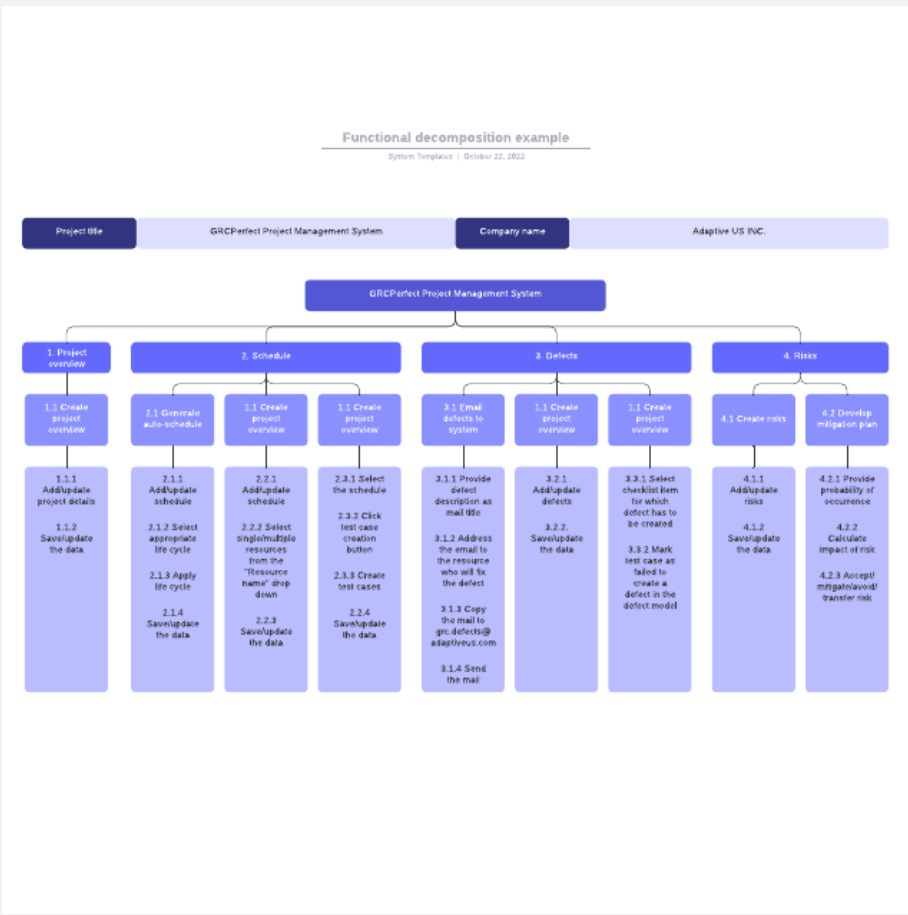 Functional decomposition example
System Templates | October 22, 2022
Project title
GRCPerfect Project Management System
Company name
Adaptive US INC.
GRCPerfect Project Management System
1. Project
overview
2. Schedule
3. Defects
4. Risks
1.1 Create
project
overview
2.1 Generate
auto-schedule
1.1 Create
project
overview
1.1 Create
project
overview
3.1 Email
defects to
system
1.1 Create
project
overview
1.1 Create
project
overview
4.1 Create risks
4.2 Develop
mitigation plan
1.1.1
Add/update
project details
1.1.2
Save/update
the data
2.1.1
Add/update
schedule
2.1.2 Select
appropriate
life cycle
2.1.3 Apply
life cycle
2.1.4
Save/update
the data
2.2.1
Add/update
schedule
2.2.2 Select
single/multiple
resources
from the
"Resource
name" drop
down
2.2.3
Save/update
the data
2.3.1 Select
the schedule
2.3.2 Click
test case
creation
button
2.3.3 Create
test cases
2.2.4
Save/update
the data
3.1.1 Provide
defect
description as
mail title
3.1.2 Address
the email to
the resource
who will fix
the defect
3.1.3 Copy
the mail to
grc.defects@
adaptiveus.com
3.1.4 Send
the mail
3.2.1
Add/update
defects
3.2.2.
Save/update
the data
3.3.1 Select
checklist item
for which
defect has to
be created
3.3.2 Mark
test case as
failed to
create a
defect in the
defect model
4.1.1
Add/update
risks
4.1.2
Save/update
the data
4.2.1 Provide
probability of
occurrence
4.2.2
Calculate
impact of risk
4.2.3 Accept/
mitigate/avoid/
transfer risk